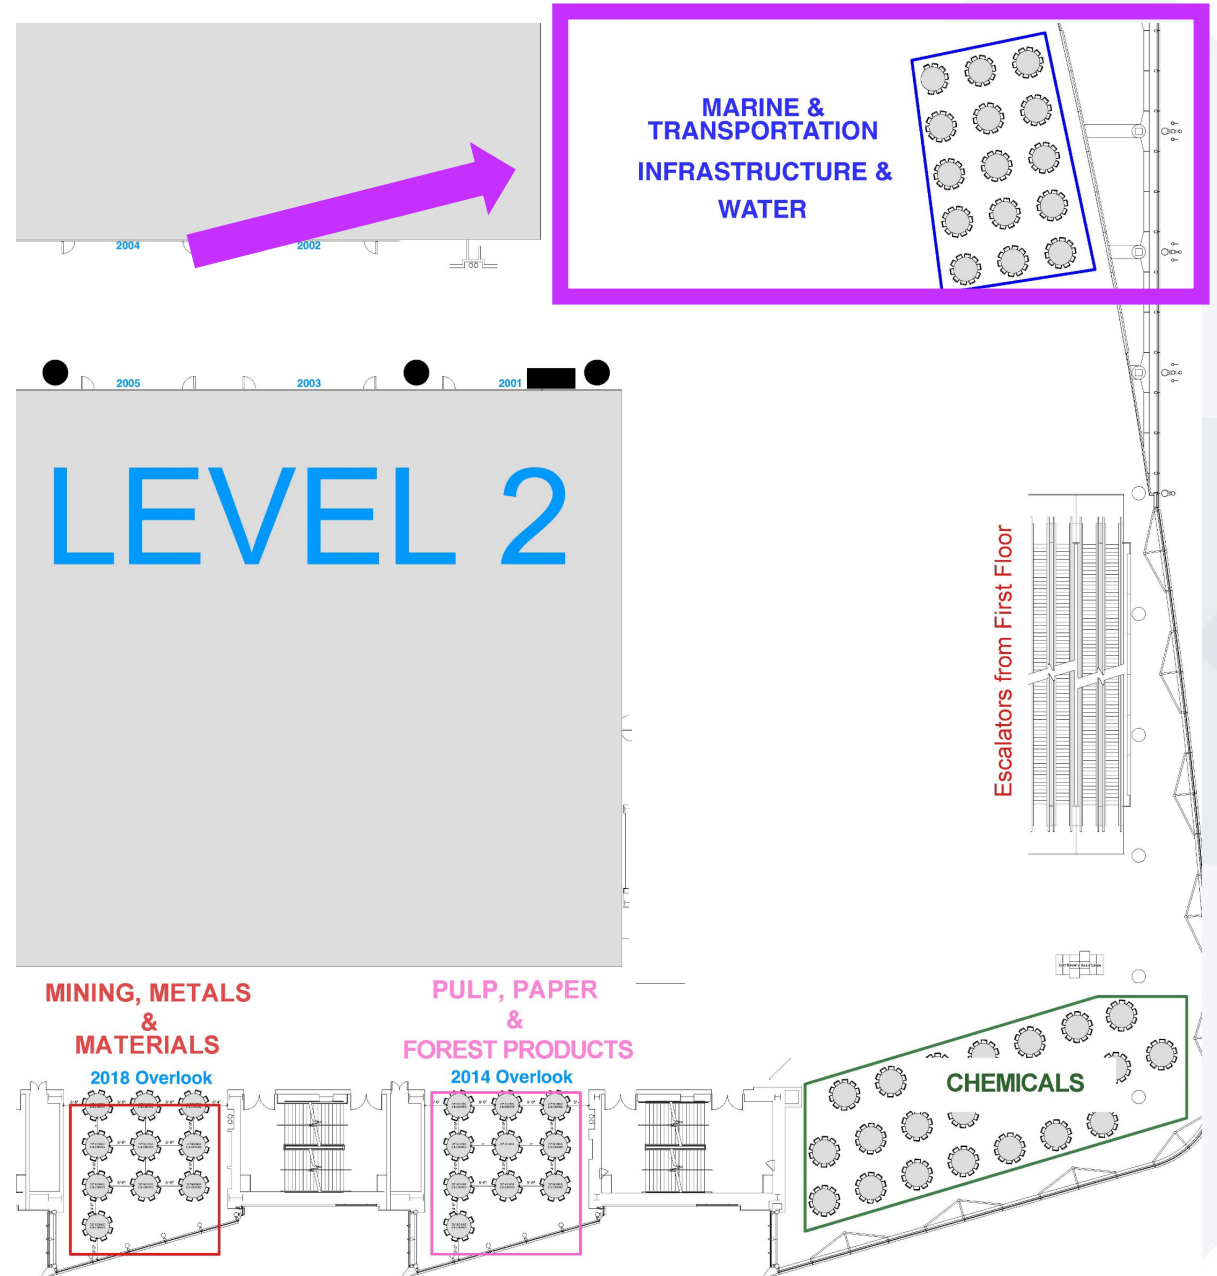 MARINE &
TRANSPORTATION
INFRASTRUCTURE &
WATER
2004
2002
2005
2003
2001
LEVEL 2
Escalators from First Floor
MINING, METALS
&
MATERIALS
2018 Overlook
PULP, PAPER
&
FOREST PRODUCTS
2014 Overlook
CHEMICALS